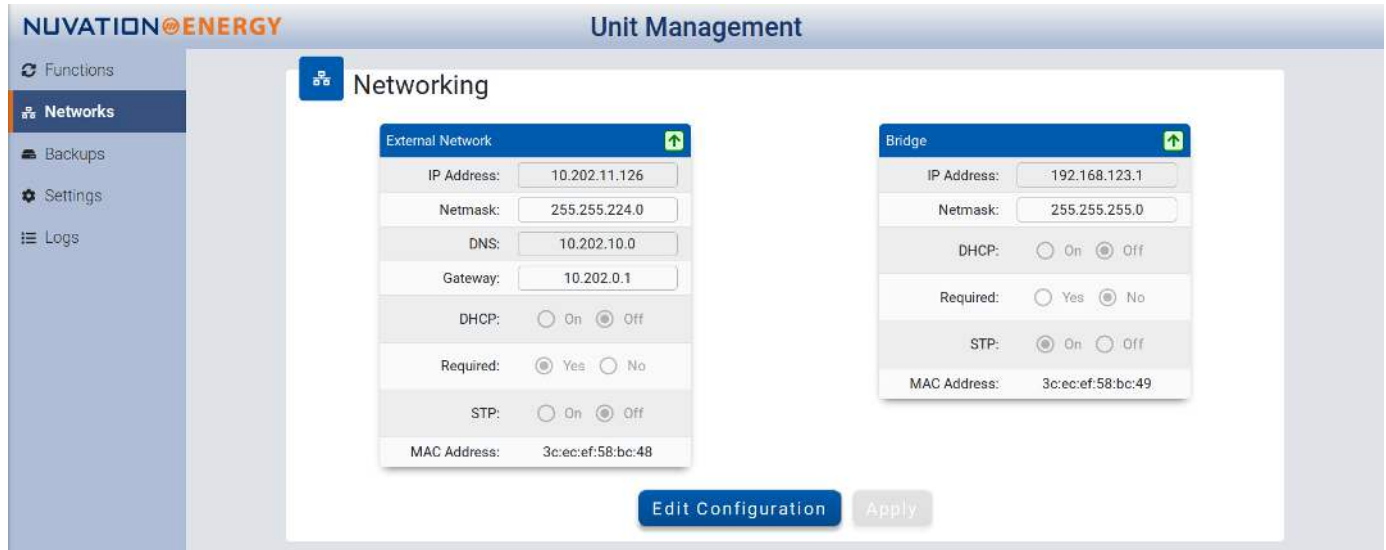 NUVATION ENERGY
Unit Management
Functions
Networks
Backups
Settings
Logs
Networking
External Network
IP Address: 10.202.11.126
Netmask: 255.255.224.0
DNS: 10.202.10.0
Gateway: 10.202.0.1
DHCP: On Off
Required: Yes No
STP: On Off
MAC Address: 3c:ec:ef:58:bc:48
Bridge
IP Address: 192.168.123.1
Netmask: 255.255.255.0
DHCP: On Off
Required: Yes No
STP: On Off
MAC Address: 3c:ec:ef:58:bc:49
Edit Configuration
Apply